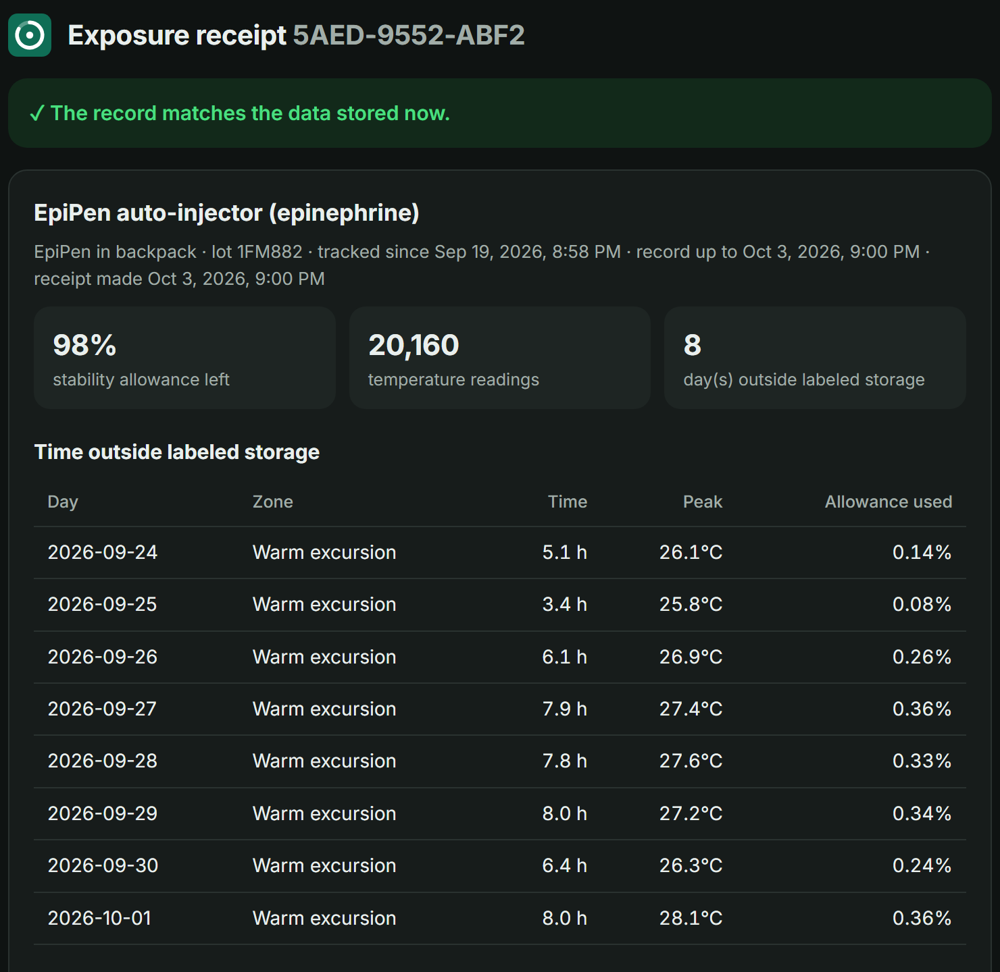 Exposure receipt 5AED-9552-ABF2
✓ The record matches the data stored now.
EpiPen auto-injector (epinephrine)
EpiPen in backpack · lot 1FM882 · tracked since Sep 19, 2026, 8:58 PM · record up to Oct 3, 2026, 9:00 PM ·
receipt made Oct 3, 2026, 9:00 PM
98% 20,160 8
stability allowance left temperature readings day(s) outside labeled storage
Time outside labeled storage
Day Zone Time Peak Allowance used
2026-09-24 Warm excursion 5.1 h 26.1°C 0.14%
2026-09-25 Warm excursion 3.4 h 25.8°C 0.08%
2026-09-26 Warm excursion 6.1 h 26.9°C 0.26%
2026-09-27 Warm excursion 7.9 h 27.4°C 0.36%
2026-09-28 Warm excursion 7.8 h 27.6°C 0.33%
2026-09-29 Warm excursion 8.0 h 27.2°C 0.34%
2026-09-30 Warm excursion 6.4 h 26.3°C 0.24%
2026-10-01 Warm excursion 8.0 h 28.1°C 0.36%